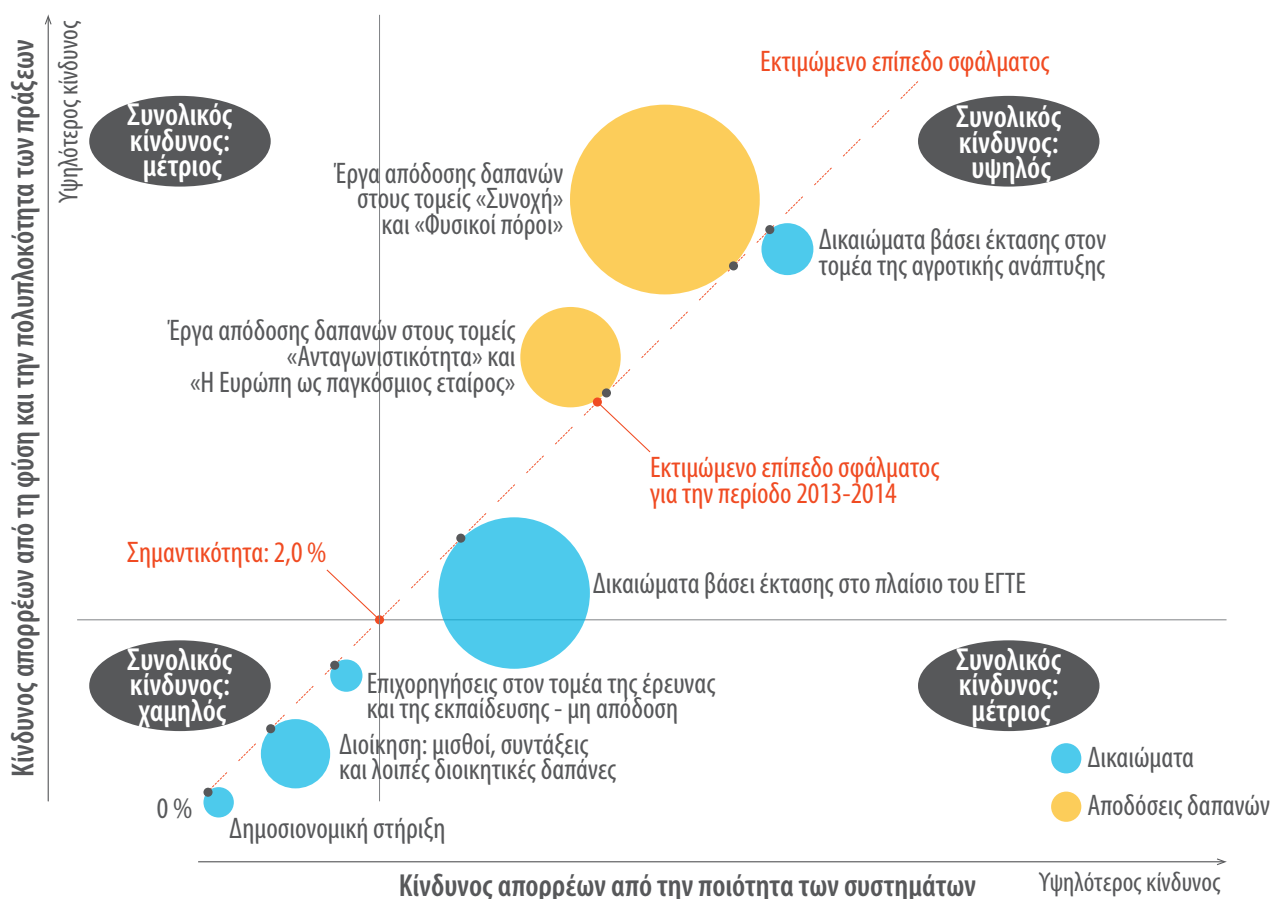 Κίνδυνος απορρέων από τη φύση και την πολυπλοκότητα των πράξεων
Υψηλότερος κίνδυνος
Συνολικός
κίνδυνος:
μέτριος
Εκτιμώμενο επίπεδο σφάλματος
Συνολικός
κίνδυνος:
υψηλός
Έργα απόδοσης δαπανών
στους τομείς «Συνοχή»
και «Φυσικοί πόροι»
Δικαιώματα βάσει έκτασης στον
τομέα της αγροτικής ανάπτυξης
Έργα απόδοσης δαπανών στους τομείς
«Ανταγωνιστικότητα» και
«Η Ευρώπη ως παγκόσμιος εταίρος»
Εκτιμώμενο επίπεδο σφάλματος
για την περίοδο 2013-2014
Σημαντικότητα: 2,0 %
Δικαιώματα βάσει έκτασης στο πλαίσιο του ΕΓΤΕ
Συνολικός
κίνδυνος:
χαμηλός
Επιχορηγήσεις στον τομέα της έρευνας
και της εκπαίδευσης - μη απόδοση
Συνολικός
κίνδυνος:
μέτριος
Διοίκηση: μισθοί, συντάξεις
και λοιπές διοικητικές δαπάνες
Δικαιώματα
0 %
Αποδόσεις δαπανών
Δημοσιονομική στήριξη
Κίνδυνος απορρέων από την ποιότητα των συστημάτων
Υψηλότερος κίνδυνος